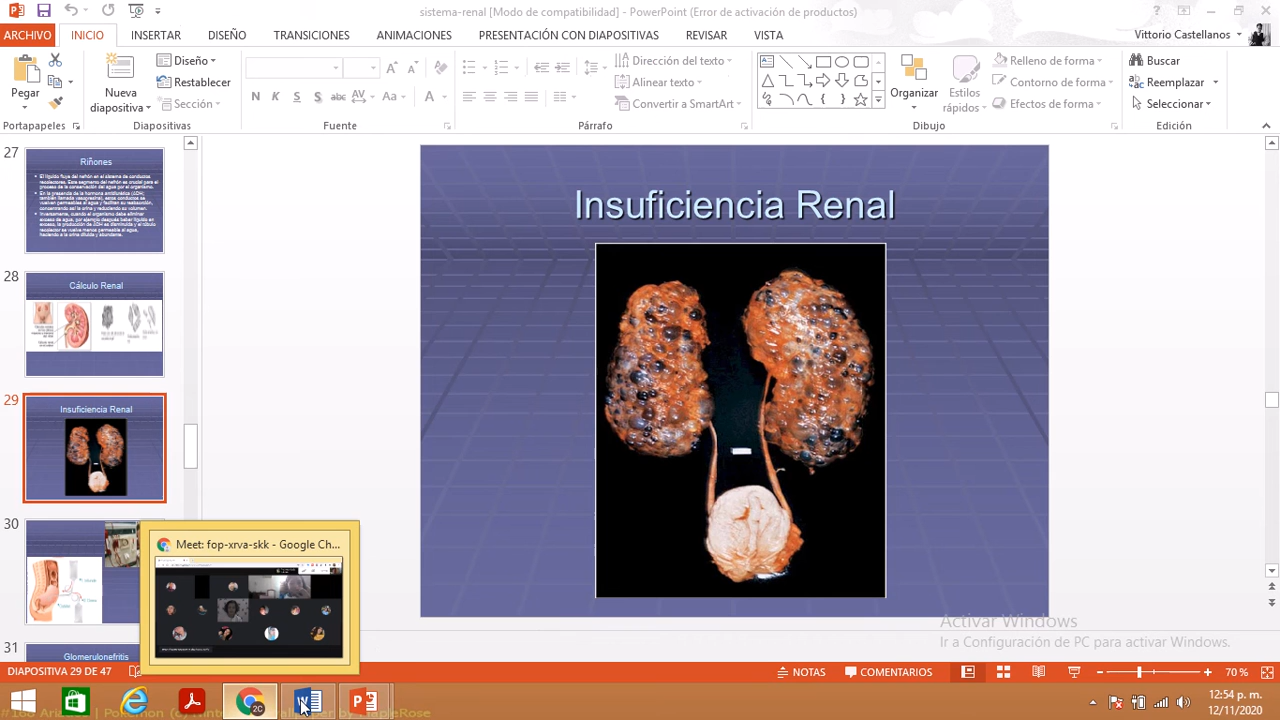 sistema-renal [Modo de compatibilidad] - PowerPoint (Error de activación de productos)
ARCHIVO INICIO INSERTAR DISEÑO TRANSICIONES ANIMACIONES PRESENTACIÓN CON DIAPOSITIVAS REVISAR VISTA Vittorio Castellanos
Pegar
Nueva diapositiva
Diseño
Restablecer
Sección
Dirección del texto
Alinear texto
Convertir a SmartArt
Organizar
Estilos rápidos
Relleno de forma
Contorno de forma
Efectos de forma
Buscar
Reemplazar
Seleccionar
Portapapeles Diapositivas Fuente Párrafo Dibujo Edición
27
Riñones
28
Cálculo Renal
29
Insuficiencia Renal
30
31
Glomerulonefritis
Insuficiencia Renal
Meet: fop-xrva-skk - Google Ch...
Activar Windows
Ir a Configuración de PC para activar Windows.
DIAPOSITIVA 29 DE 47 NOTAS COMENTARIOS 70 %
12:54 p. m.
12/11/2020